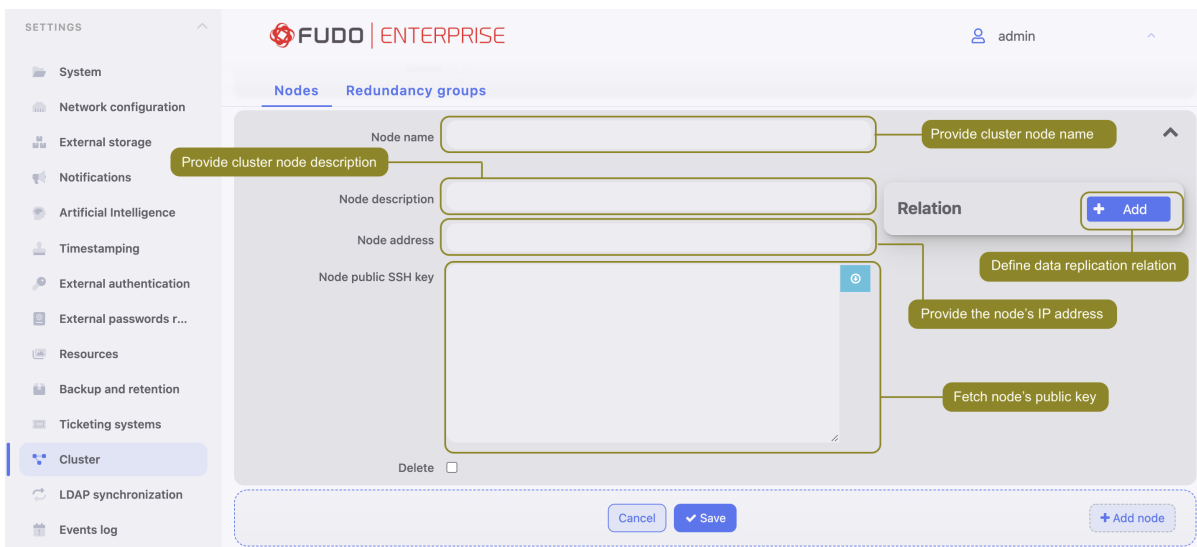 SETTINGS
System
Network configuration
External storage
Notifications
Artificial Intelligence
Timestamping
External authentication
External passwords r...
Resources
Backup and retention
Ticketing systems
Cluster
LDAP synchronization
Events log
FUDO ENTERPRISE
admin
Nodes
Redundancy groups
Node name
Provide cluster node name
Provide cluster node description
Node description
Relation
Add
Node address
Define data replication relation
Node public SSH key
Provide the node's IP address
Fetch node's public key
Delete
Cancel
Save
Add node